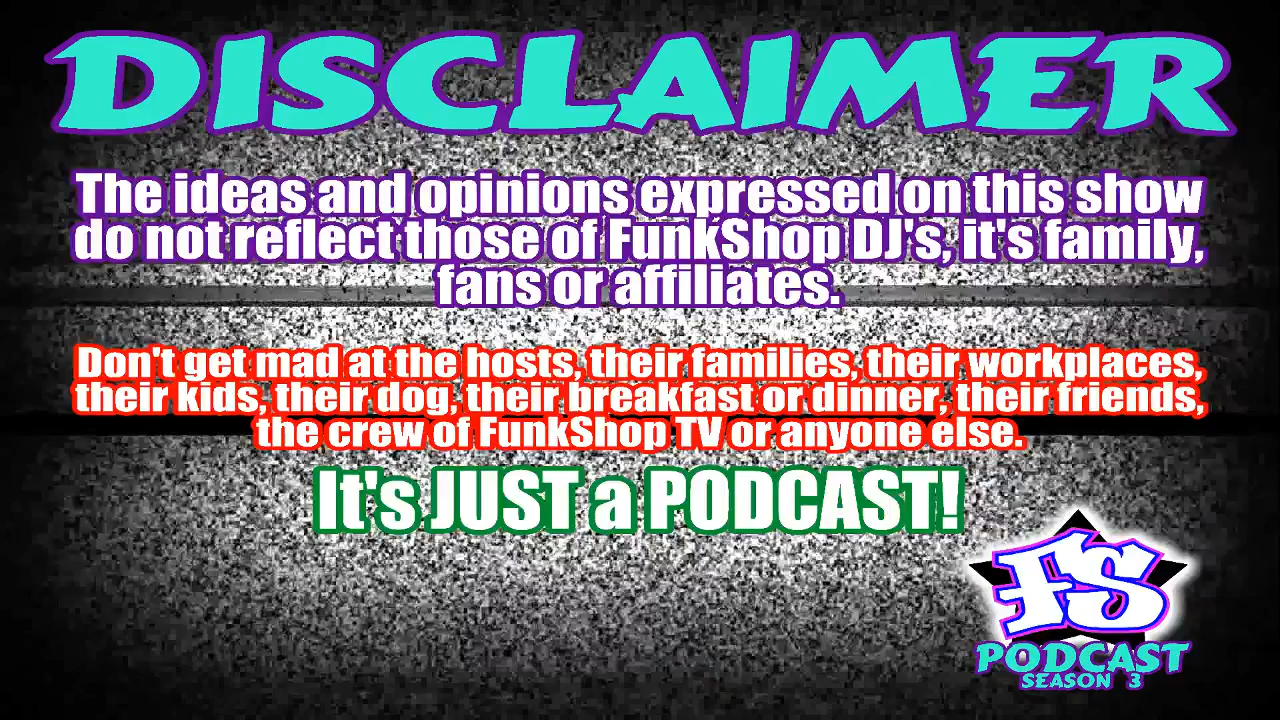 DISCLAIMER
The ideas and opinions expressed on this show
do not reflect those of FunkShop DJ's, it's family,
fans or affiliates.
Don't get mad at the hosts, their families, their workplaces,
their kids, their dog, their breakfast or dinner, their friends,
the crew of FunkShop TV or anyone else.
It's JUST a PODCAST!
FS
PODCAST
SEASON 3